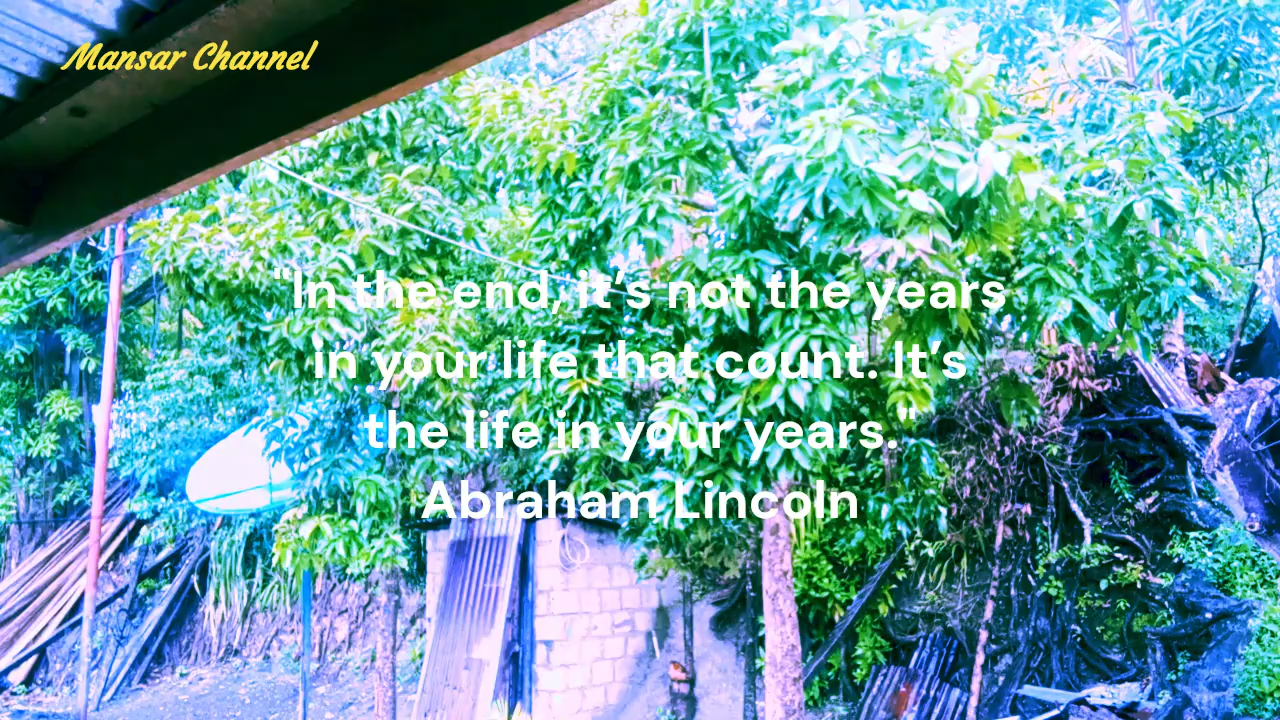 Mansar Channel
"In the end, it's not the years
in your life that count. It's
the life in your years."
Abraham Lincoln